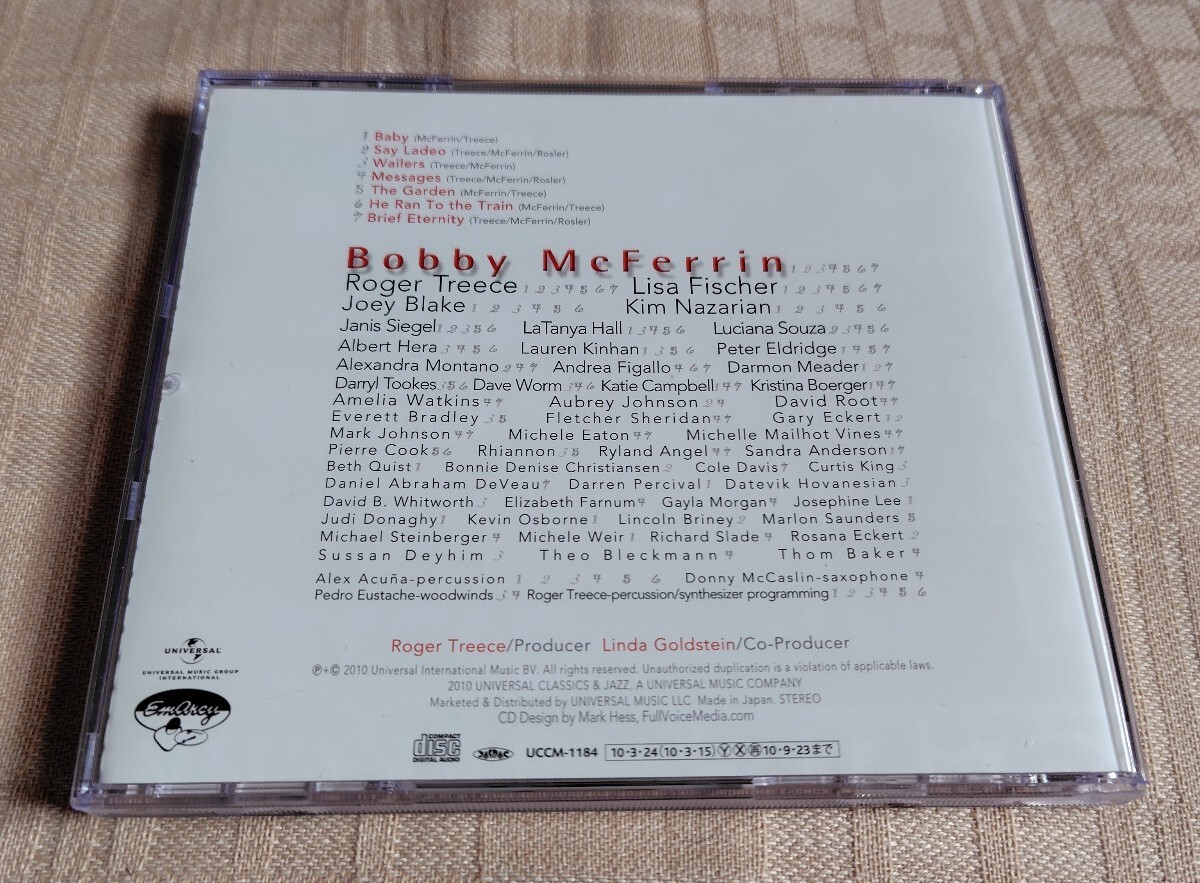 1 Baby (McFerrin/Treece)
2 Say Ladeo (Treece/McFerrin/Rosler)
3 Wailers (Treece/McFerrin)
4 Messages (Treece/McFerrin/Rosler)
5 The Garden (McFerrin/Treece)
6 He Ran To the Train (McFerrin/Treece)
7 Brief Eternity (Treece/McFerrin/Rosler)
Bobby McFerrin 1 2 3 4 5 6 7
Roger Treece 1 2 3 4 5 6 7 Lisa Fischer 1 2 3 4 5 6 7
Joey Blake 1 2 3 4 5 6 Kim Nazarian 1 2 3 4 5 6
Janis Siegel 1 2 3 5 6 LaTanya Hall 1 3 4 5 6 Luciana Souza 2 3 4 5 6
Albert Hera 3 4 5 6 Lauren Kinhan 1 3 5 6 Peter Eldridge 1 4 5 7
Alexandra Montano 2 4 7 Andrea Figallo 4 6 7 Darmon Meader 1 2 7
Darryl Tookes 3 5 6 Dave Worm 3 4 6 Katie Campbell 1 4 7 Kristina Boerger 1 4 7
Amelia Watkins 4 7 Aubrey Johnson 2 4 David Root 4 7
Everett Bradley 3 5 Fletcher Sheridan 4 7 Gary Eckert 1 2
Mark Johnson 4 7 Michele Eaton 4 7 Michelle Mailhot Vines 4 7
Pierre Cook 5 6 Rhiannon 3 5 Ryland Angel 4 7 Sandra Anderson 1 7
Beth Quist 1 Bonnie Denise Christiansen 2 Cole Davis 7 Curtis King 3
Daniel Abraham DeVeau 7 Darren Percival 1 Datevik Hovanesian 3
David B. Whitworth 3 Elizabeth Farnum 4 Gayla Morgan 4 Josephine Lee 1
Judi Donaghy 1 Kevin Osborne 1 Lincoln Briney 2 Marlon Saunders 5
Michael Steinberger 4 Michele Weir 1 Richard Slade 4 Rosana Eckert 2
Sussan Deyhim 3 Theo Bleckmann 4 Thom Baker 4
Alex Acuña-percussion 1 2 3 4 5 6 Donny McCaslin-saxophone 4
Pedro Eustache-woodwinds 3 4 Roger Treece-percussion/synthesizer programming 1 2 3 4 5 6
Roger Treece/Producer Linda Goldstein/Co-Producer
℗+© 2010 Universal International Music BV. All rights reserved. Unauthorized duplication is a violation of applicable laws.
2010 UNIVERSAL CLASSICS & JAZZ, A UNIVERSAL MUSIC COMPANY
Marketed & Distributed by UNIVERSAL MUSIC LLC Made in Japan. STEREO
CD Design by Mark Hess, FullVoiceMedia.com
UNIVERSAL
UNIVERSAL MUSIC GROUP
INTERNATIONAL
EmArcy
COMPACT
disc
DIGITAL AUDIO
UCCM-1184 10・3・24(10・3・15)ⓎⓍ再10・9・23まで